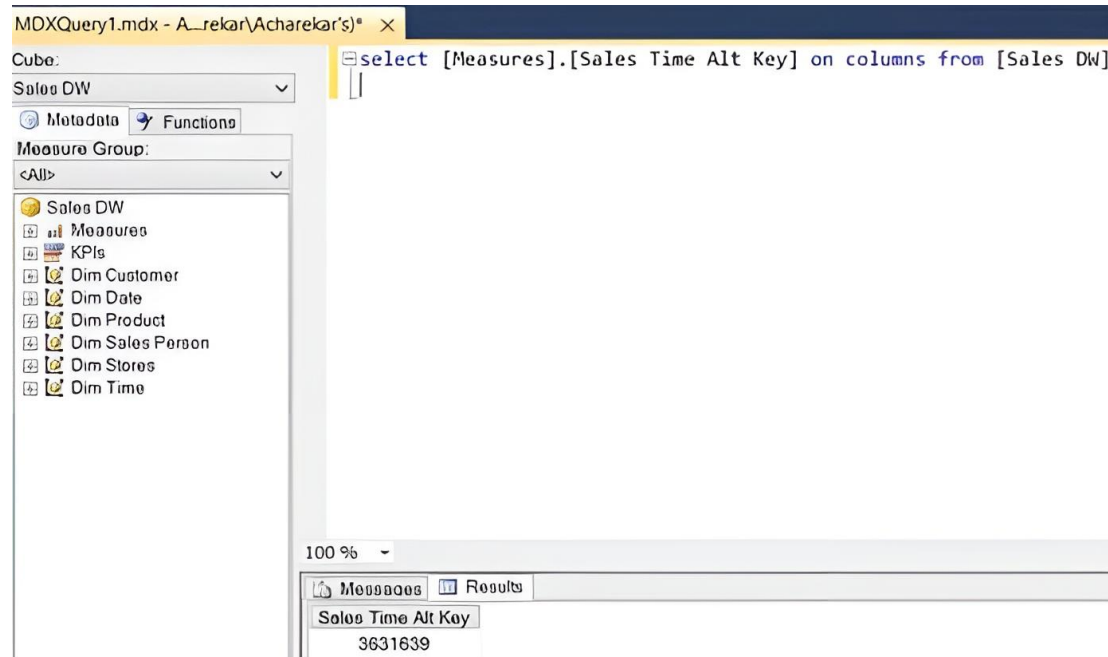 MDXQuery1.mdx - A...rekar\Acharekar's)* ×
Cube:
Sales DW
Metadata Functions
Measure Group:
<All>
Sales DW
Measures
KPIs
Dim Customer
Dim Date
Dim Product
Dim Sales Person
Dim Stores
Dim Time
select [Measures].[Sales Time Alt Key] on columns from [Sales DW]
100 %
Messages Results
Sales Time Alt Key
3631639